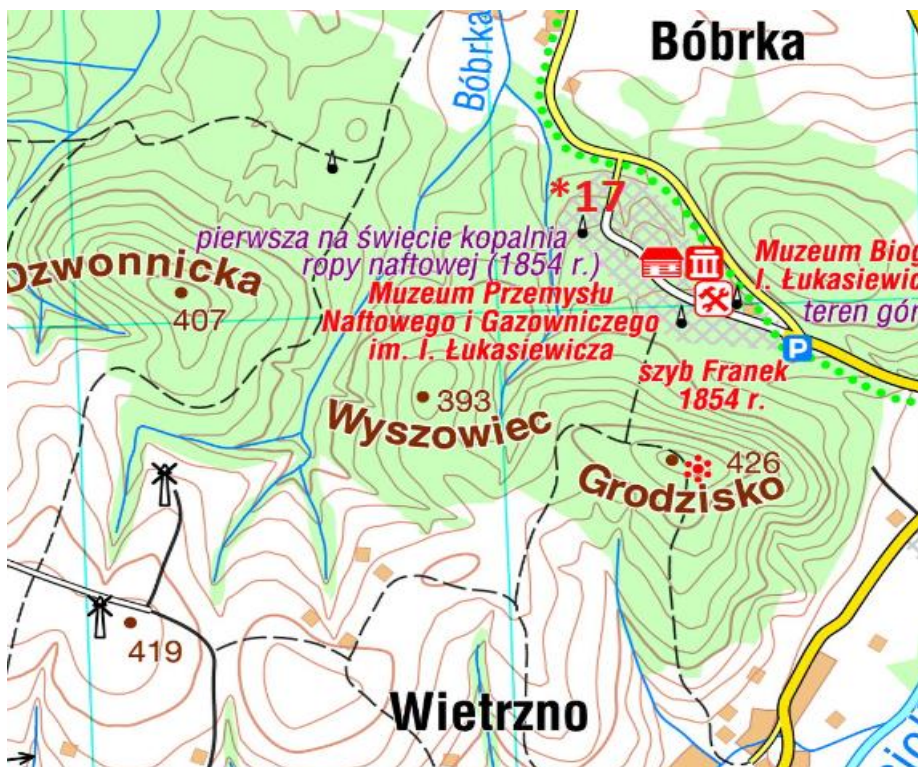 Bóbrka
Bóbrka
*17
pierwsza na świecie kopalnia
ropy naftowej (1854 r.)
Muzeum Przemysłu
Naftowego i Gazowniczego
im. I. Łukasiewicza
Muzeum Biog
I. Łukasiewic
teren gór
Dzwonnicka
407
P
szyb Franek
1854 r.
393
Wyszowiec
426
Grodzisko
419
Wietrzno